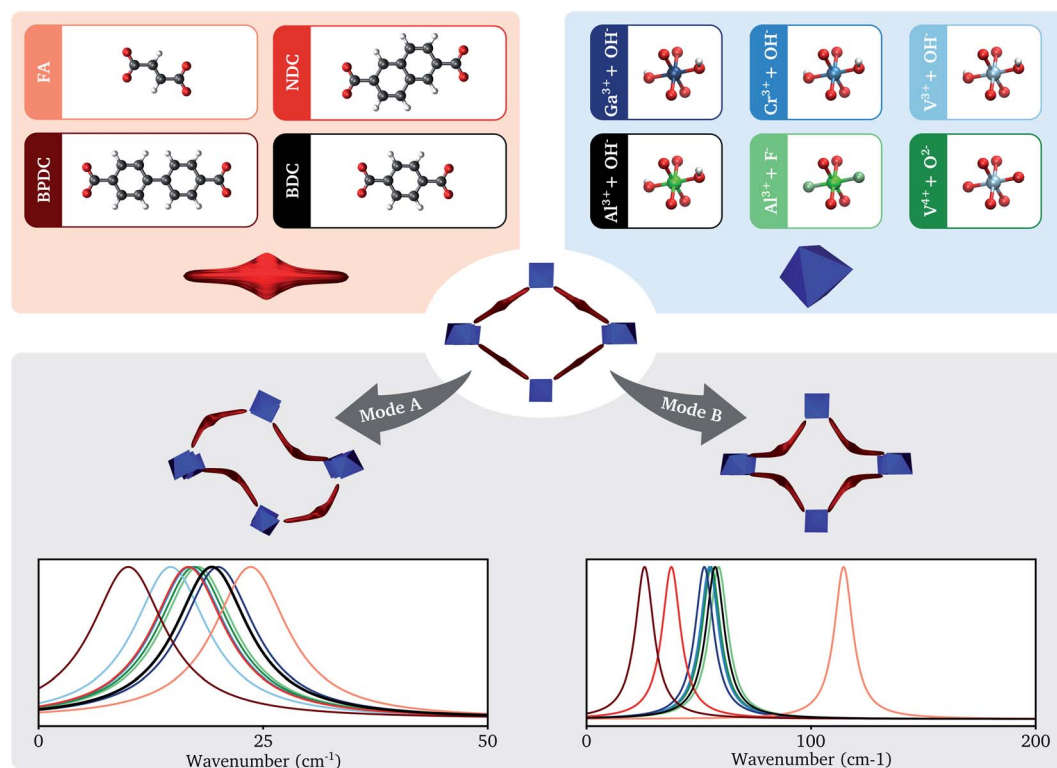 FA
NDC
BPDC
BDC
Ga3+ + OH-
Cr3+ + OH-
V3+ + OH-
Al3+ + OH-
Al3+ + F-
V4+ + O2-
Mode A
Mode B
0
25
50
Wavenumber (cm-1)
0
100
200
Wavenumber (cm-1)